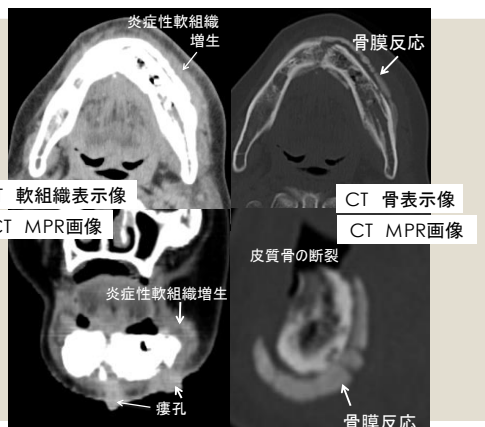 炎症性軟組織
増生
骨膜反応
CT 軟組織表示像
CT 骨表示像
CT MPR画像
CT MPR画像
皮質骨の断裂
炎症性軟組織増生
瘻孔
骨膜反応